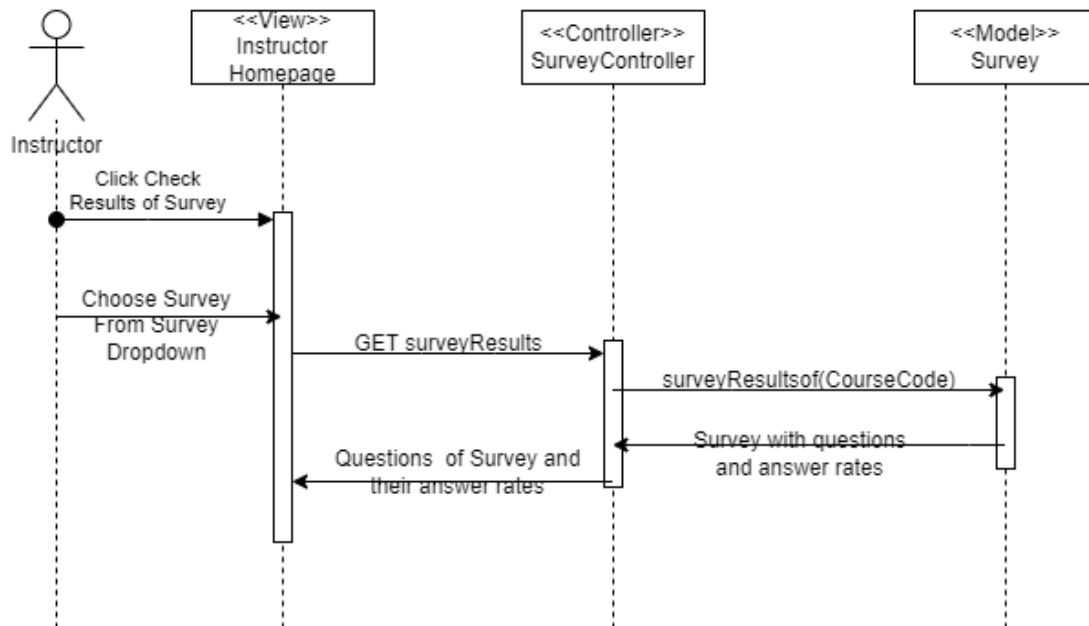 <<View>>
Instructor
Homepage
<<Controller>>
SurveyController
<<Model>>
Survey
Instructor
Click Check
Results of Survey
Choose Survey
From Survey
Dropdown
GET surveyResults
surveyResultsof(CourseCode)
Survey with questions
and answer rates
Questions of Survey and
their answer rates